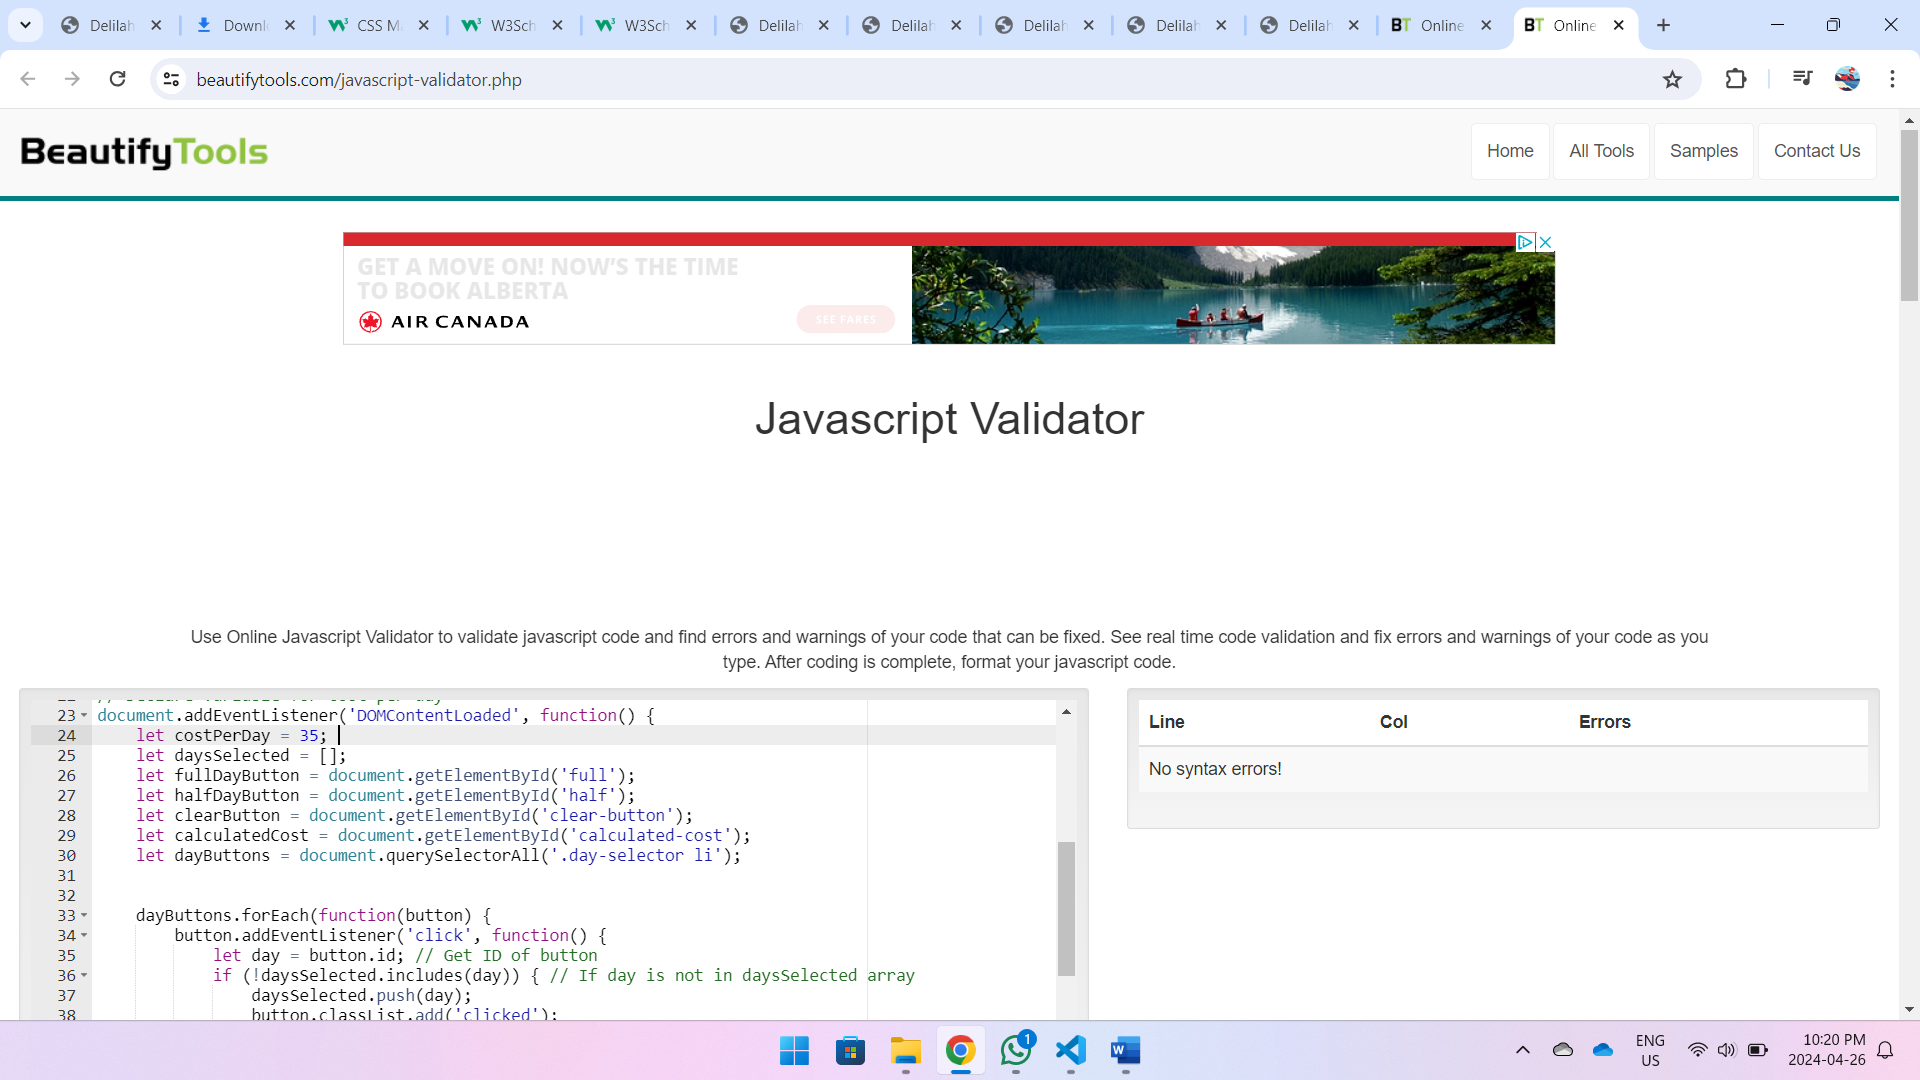 Delilah
Downl
CSS M
W3Sch
W3Sch
Delilah
Delilah
Delilah
Delilah
Delilah
BT Online
BT Online
beautifytools.com/javascript-validator.php
BeautifyTools
Home
All Tools
Samples
Contact Us
GET A MOVE ON! NOW'S THE TIME
TO BOOK ALBERTA
AIR CANADA
SEE FARES
Javascript Validator
Use Online Javascript Validator to validate javascript code and find errors and warnings of your code that can be fixed. See real time code validation and fix errors and warnings of your code as you
type. After coding is complete, format your javascript code.
23 document.addEventListener('DOMContentLoaded', function() {
24 let costPerDay = 35;
25 let daysSelected = [];
26 let fullDayButton = document.getElementById('full');
27 let halfDayButton = document.getElementById('half');
28 let clearButton = document.getElementById('clear-button');
29 let calculatedCost = document.getElementById('calculated-cost');
30 let dayButtons = document.querySelectorAll('.day-selector li');
31
32
33 dayButtons.forEach(function(button) {
34 button.addEventListener('click', function() {
35 let day = button.id; // Get ID of button
36 if (!daysSelected.includes(day)) { // If day is not in daysSelected array
37 daysSelected.push(day);
38 button.classList.add('clicked');
Line Col Errors
No syntax errors!
1
W
ENG
US
10:20 PM
2024-04-26